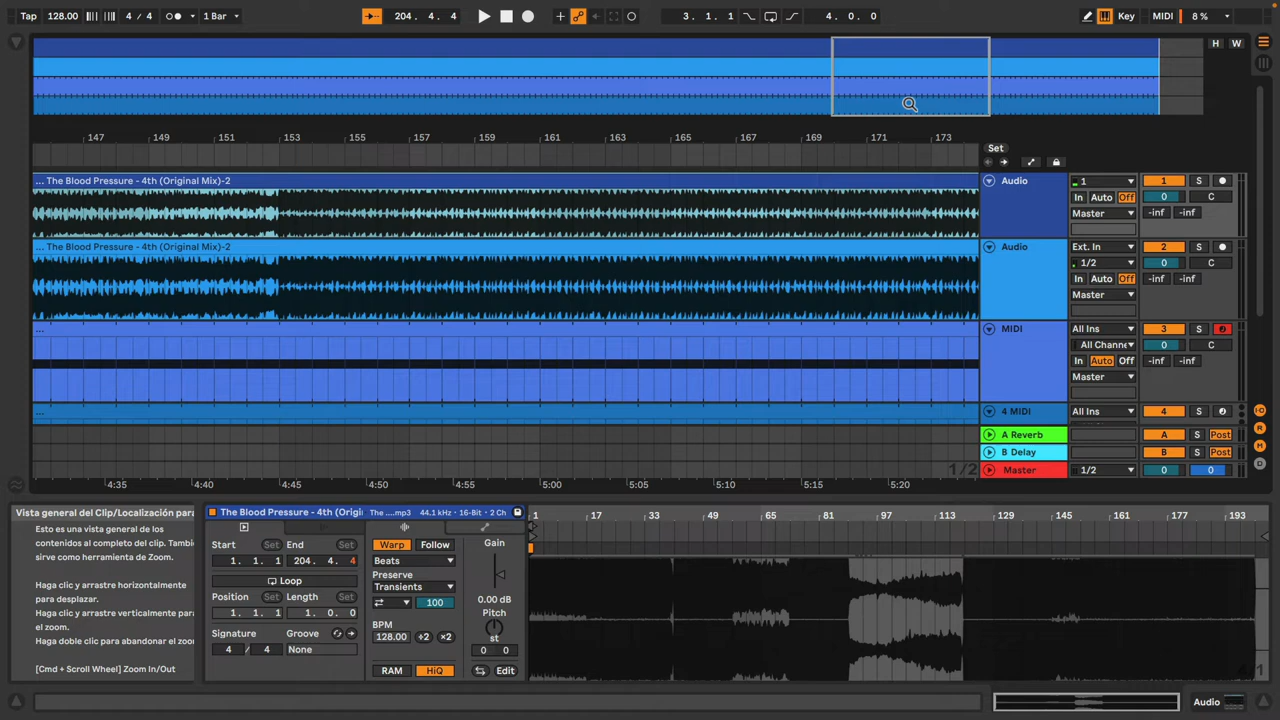 Tap 128.00 4 / 4 1 Bar 204. 4. 4 3. 1. 1 4. 0. 0 Key MIDI 8 %
H W
147 149 151 153 155 157 159 161 163 165 167 169 171 173
Set
... The Blood Pressure - 4th (Original Mix)-2 Audio 1 1 S
In Auto Off 0 C
Master -inf -inf
... The Blood Pressure - 4th (Original Mix)-2 Audio Ext. In 2 S
1/2 0 C
In Auto Off -inf -inf
Master
... MIDI All Ins 3 S
All Channe 0 C
In Auto Off -inf -inf
Master
... 4 MIDI All Ins 4 S
A Reverb A S Post
B Delay B S Post
1/2 Master 1/2 0 0
4:35 4:40 4:45 4:50 4:55 5:00 5:05 5:10 5:15 5:20
I·O
R
M
D
Vista general del Clip/Localización para
Esto es una vista general de los
contenidos al completo del clip. Tambié
sirve como herramienta de Zoom.
Haga clic y arrastre horizontalmente
para desplazar.
Haga clic y arrastre verticalmente para
el zoom.
Haga doble clic para abandonar el zoo
[Cmd + Scroll Wheel] Zoom In/Out
The Blood Pressure - 4th (Origi The ....mp3 44.1 kHz · 16-Bit · 2 Ch
Start Set End Set
1. 1. 1 204. 4. 4
Loop
Position Set Length Set
1. 1. 1 1. 0. 0
Signature Groove
4 / 4 None
Warp Follow
Beats
Preserve
Transients
100
BPM
128.00 ÷2 ×2
RAM HiQ
Gain
0.00 dB
Pitch
st
0 0
Edit
1 17 33 49 65 81 97 113 129 145 161 177 193
Audio